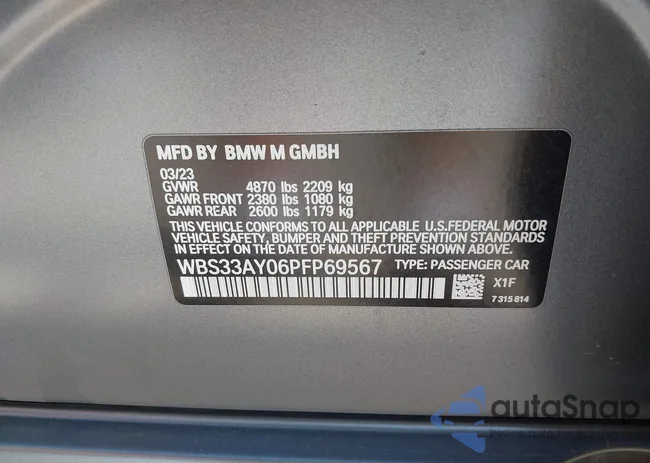 MFD BY BMW M GMBH
03/23
GVWR 4870 lbs 2209 kg
GAWR FRONT 2380 lbs 1080 kg
GAWR REAR 2600 lbs 1179 kg
THIS VEHICLE CONFORMS TO ALL APPLICABLE U.S.FEDERAL MOTOR
VEHICLE SAFETY, BUMPER AND THEFT PREVENTION STANDARDS
IN EFFECT ON THE DATE OF MANUFACTURE SHOWN ABOVE.
WBS33AY06PFP69567 TYPE: PASSENGER CAR
X1F
7 315 814
autoSnap